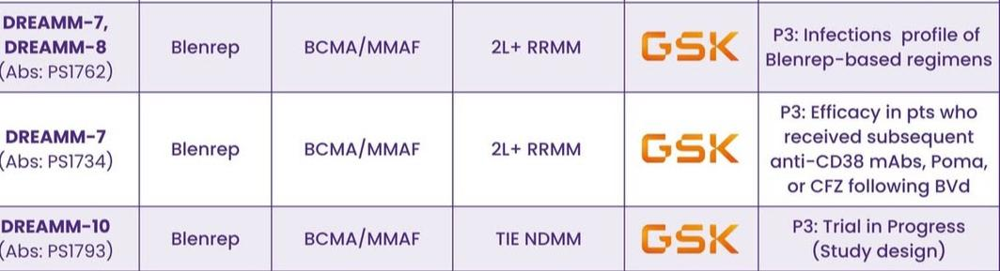 DREAMM-7,
DREAMM-8
(Abs: PS1762)
Blenrep
BCMA/MMAF
2L+ RRMM
GSK
P3: Infections profile of
Blenrep-based regimens
DREAMM-7
(Abs: PS1734)
Blenrep
BCMA/MMAF
2L+ RRMM
GSK
P3: Efficacy in pts who
received subsequent
anti-CD38 mAbs, Poma,
or CFZ following BVd
DREAMM-10
(Abs: PS1793)
Blenrep
BCMA/MMAF
TIE NDMM
GSK
P3: Trial in Progress
(Study design)